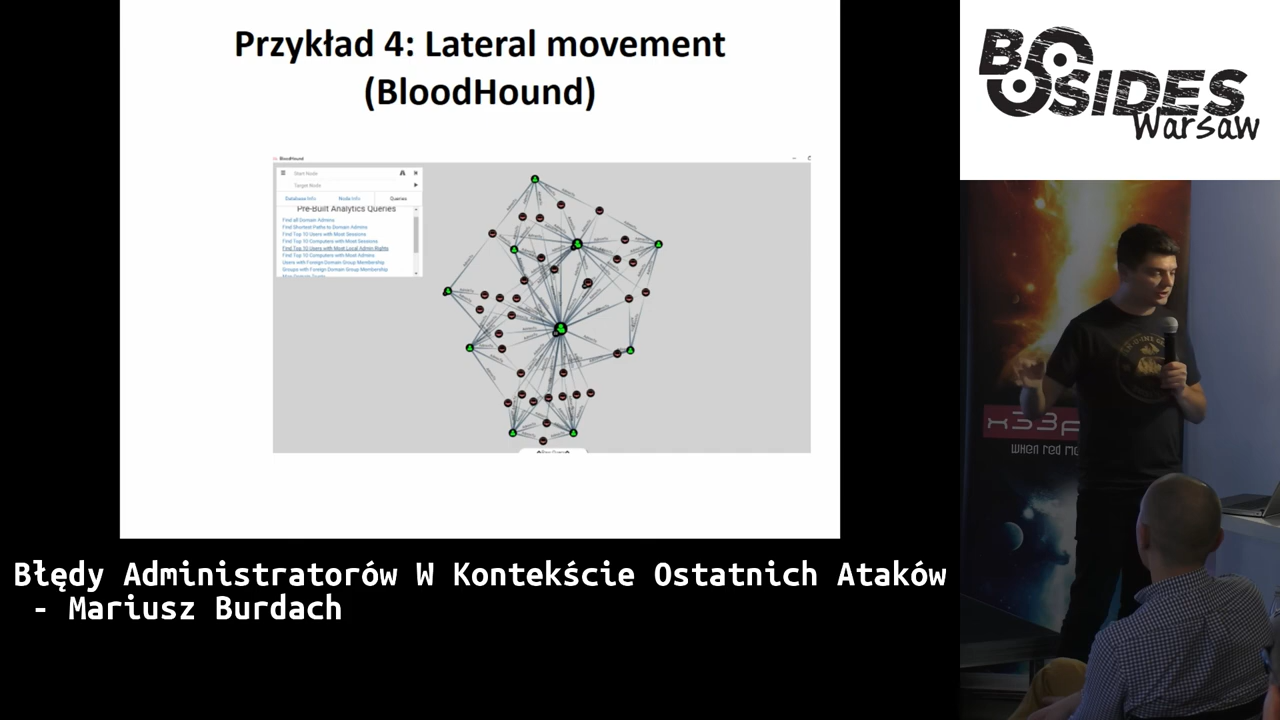 Przykład 4: Lateral movement
(BloodHound)
BloodHound
Start Node
Target Node
Database Info Node Info Queries
Pre-Built Analytics Queries
Find all Domain Admins
Find Shortest Paths to Domain Admins
Find Top 10 Users with Most Sessions
Find Top 10 Computers with Most Sessions
Find Top 10 Users with Most Local Admin Rights
Find Top 10 Computers with Most Admins
Users with Foreign Domain Group Membership
Groups with Foreign Domain Group Membership
BSIDES
Warsaw
x33f
when red me
Błędy Administratorów W Kontekście Ostatnich Ataków
- Mariusz Burdach